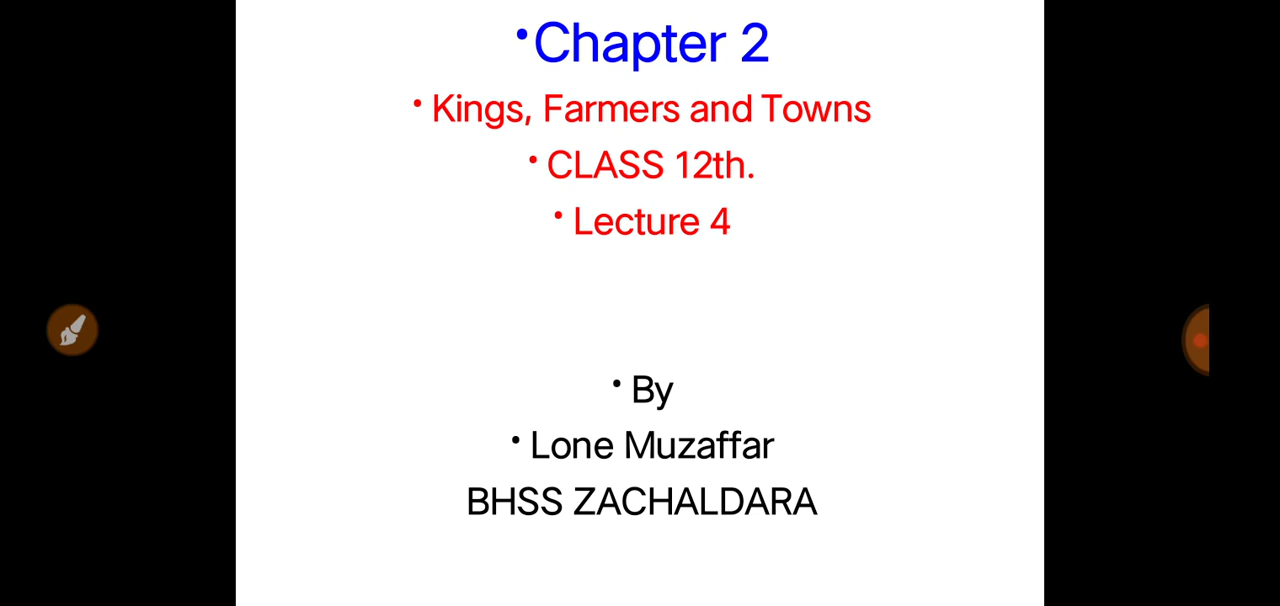 • Chapter 2
• Kings, Farmers and Towns
• CLASS 12th.
• Lecture 4
• By
• Lone Muzaffar
BHSS ZACHALDARA